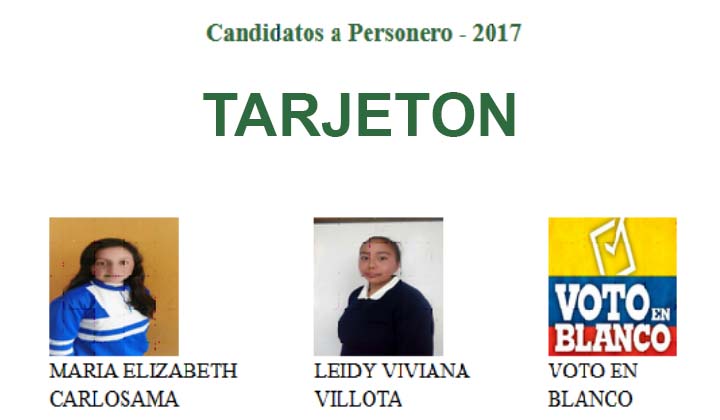 Candidatos a Personero - 2017
TARJETON
VOTO EN
BLANCO
MARIA ELIZABETH
CARLOSAMA
LEIDY VIVIANA
VILLOTA
VOTO EN
BLANCO